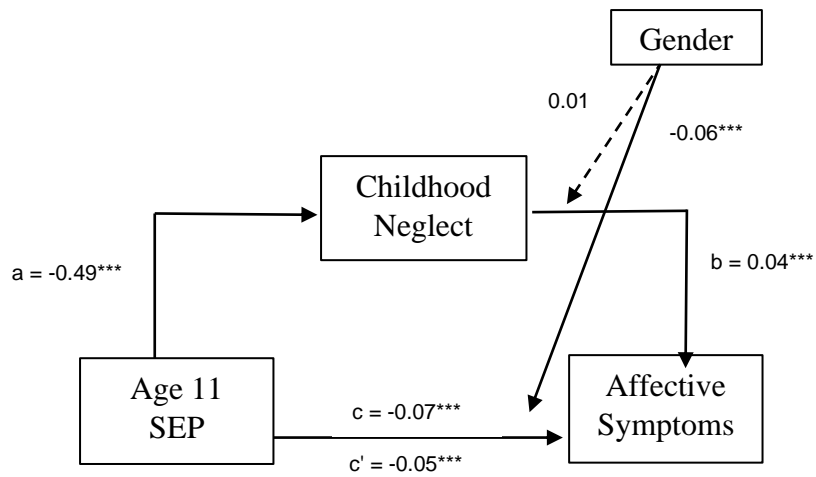 Gender
0.01
-0.06***
Childhood
Neglect
a = -0.49***
b = 0.04***
Age 11
SEP
c = -0.07***
c' = -0.05***
Affective
Symptoms